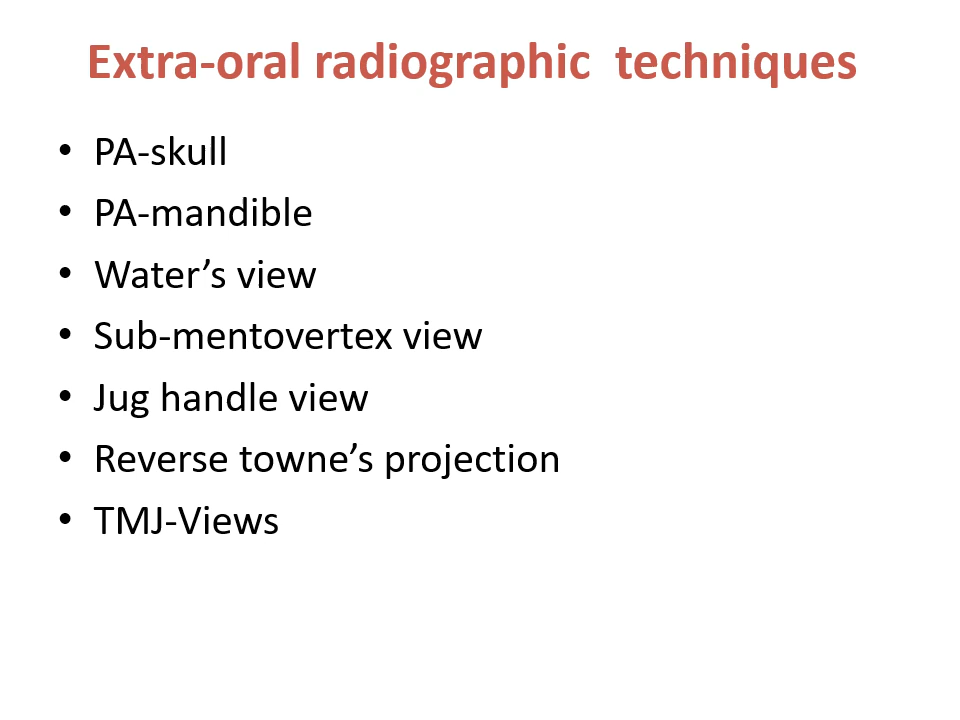 Extra-oral radiographic  techniques
• PA-skull
• PA-mandible
• Water’s view
• Sub-mentovertex view
• Jug handle view
• Reverse towne’s projection
• TMJ-Views